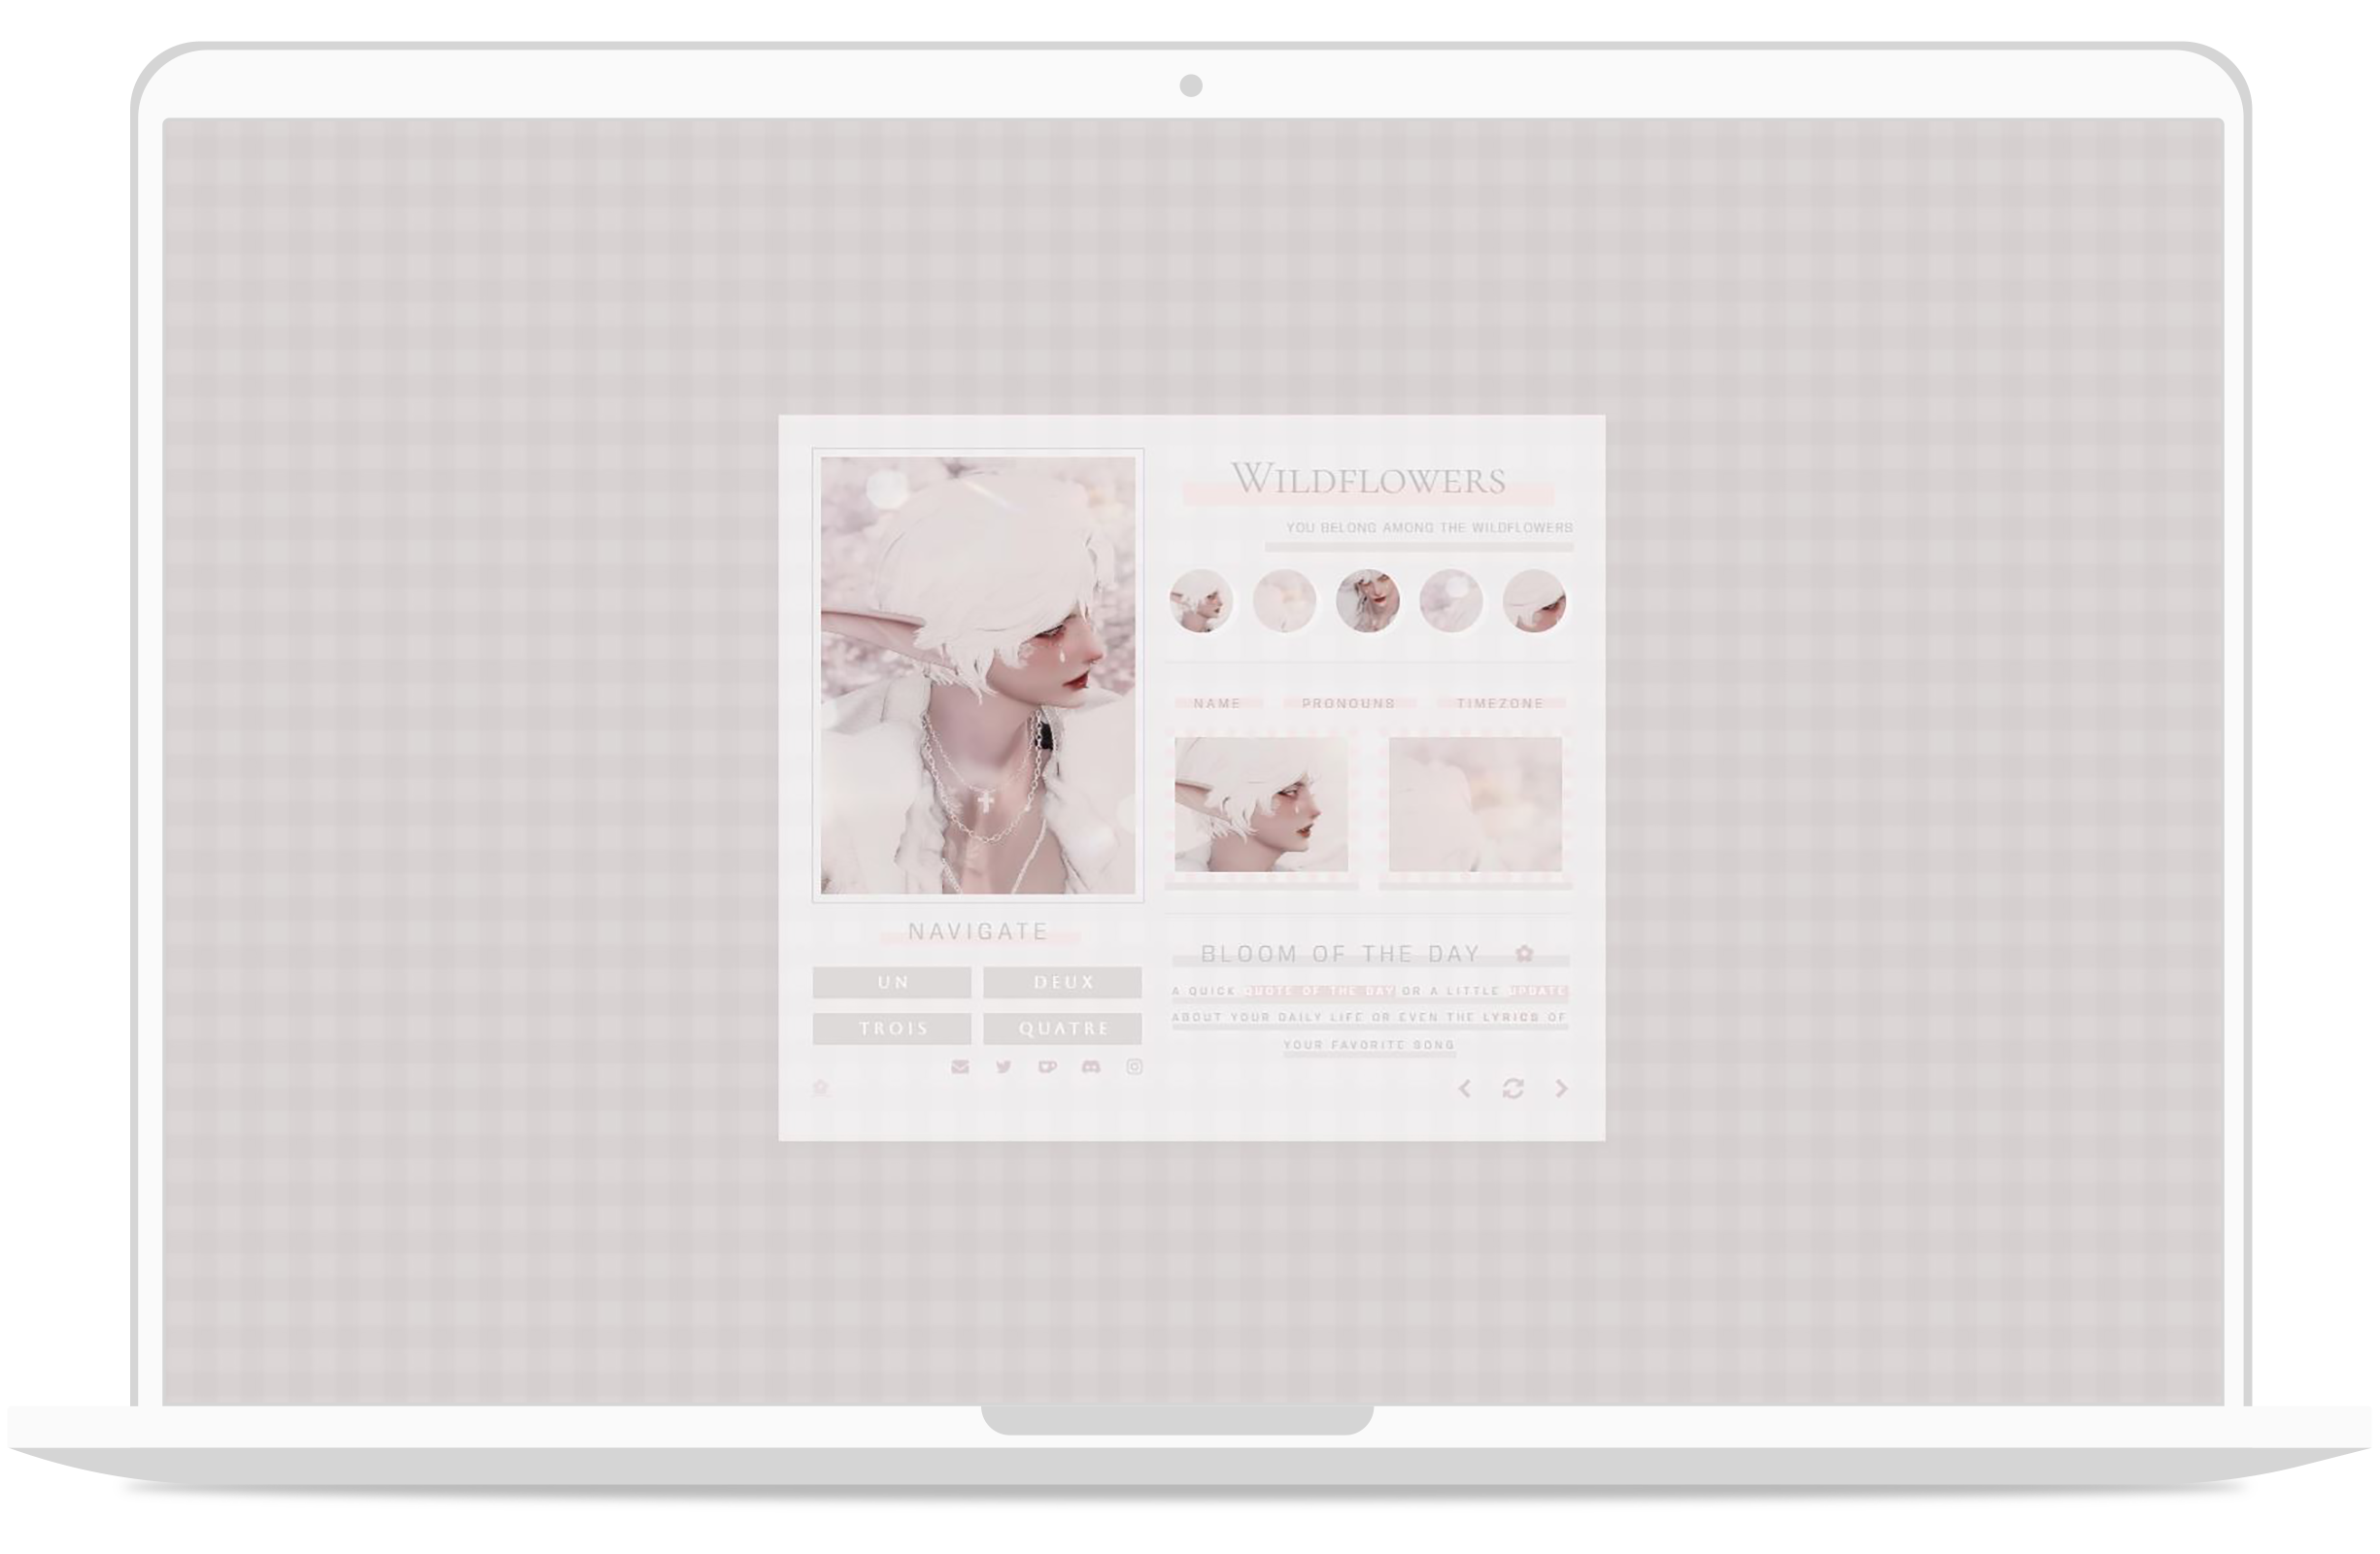 WILDFLOWERS
YOU BELONG AMONG THE WILDFLOWERS
NAME PRONOUNS TIMEZONE
NAVIGATE
UN DEUX
TROIS QUATRE
BLOOM OF THE DAY
A QUICK QUOTE OF THE DAY OR A LITTLE UPDATE
ABOUT YOUR DAILY LIFE OR EVEN THE LYRICS OF
YOUR FAVORITE SONG